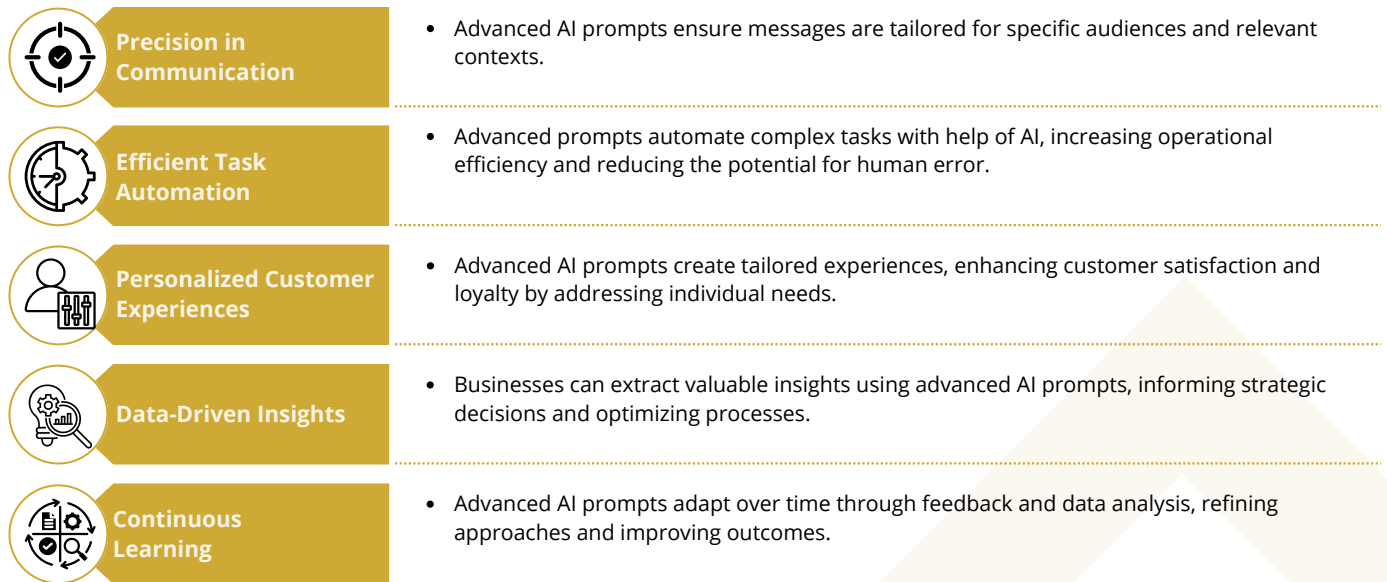 Precision in
Communication
• Advanced AI prompts ensure messages are tailored for specific audiences and relevant
contexts.
Efficient Task
Automation
• Advanced prompts automate complex tasks with help of AI, increasing operational
efficiency and reducing the potential for human error.
Personalized Customer
Experiences
• Advanced AI prompts create tailored experiences, enhancing customer satisfaction and
loyalty by addressing individual needs.
Data-Driven Insights
• Businesses can extract valuable insights using advanced AI prompts, informing strategic
decisions and optimizing processes.
Continuous
Learning
• Advanced AI prompts adapt over time through feedback and data analysis, refining
approaches and improving outcomes.